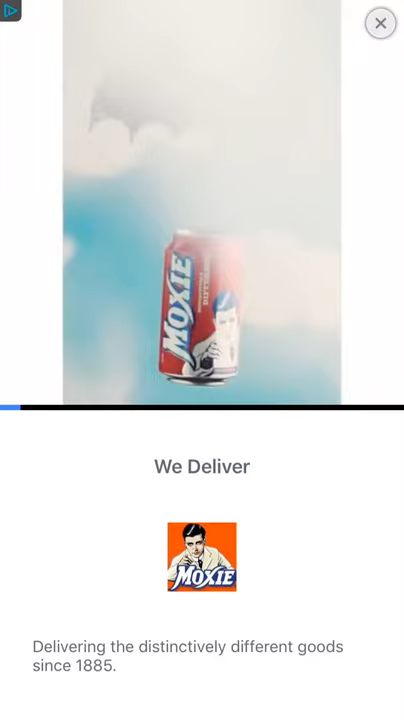 MOXIE
We Deliver
MOXIE
Delivering the distinctively different goods
since 1885.